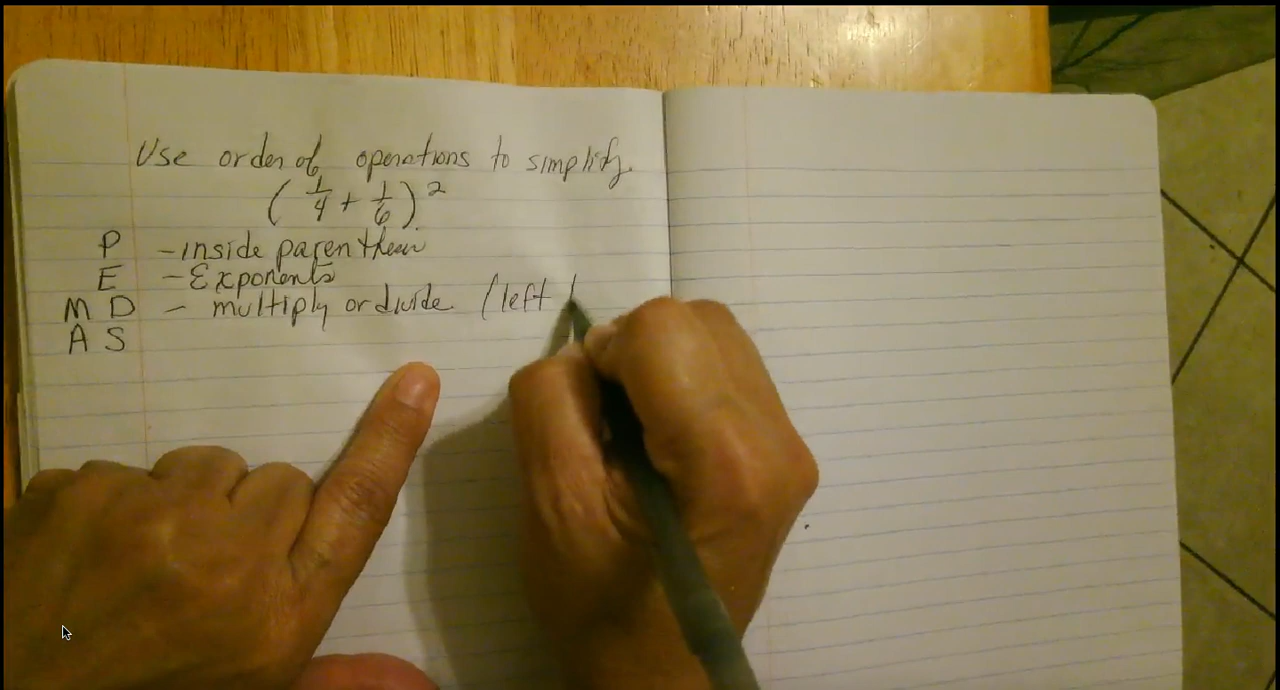 Use order of operations to simplify.
( 1/4 + 1/6 )²
P - inside parenthesis
E - Exponents
M D - multiply or divide (left
A S